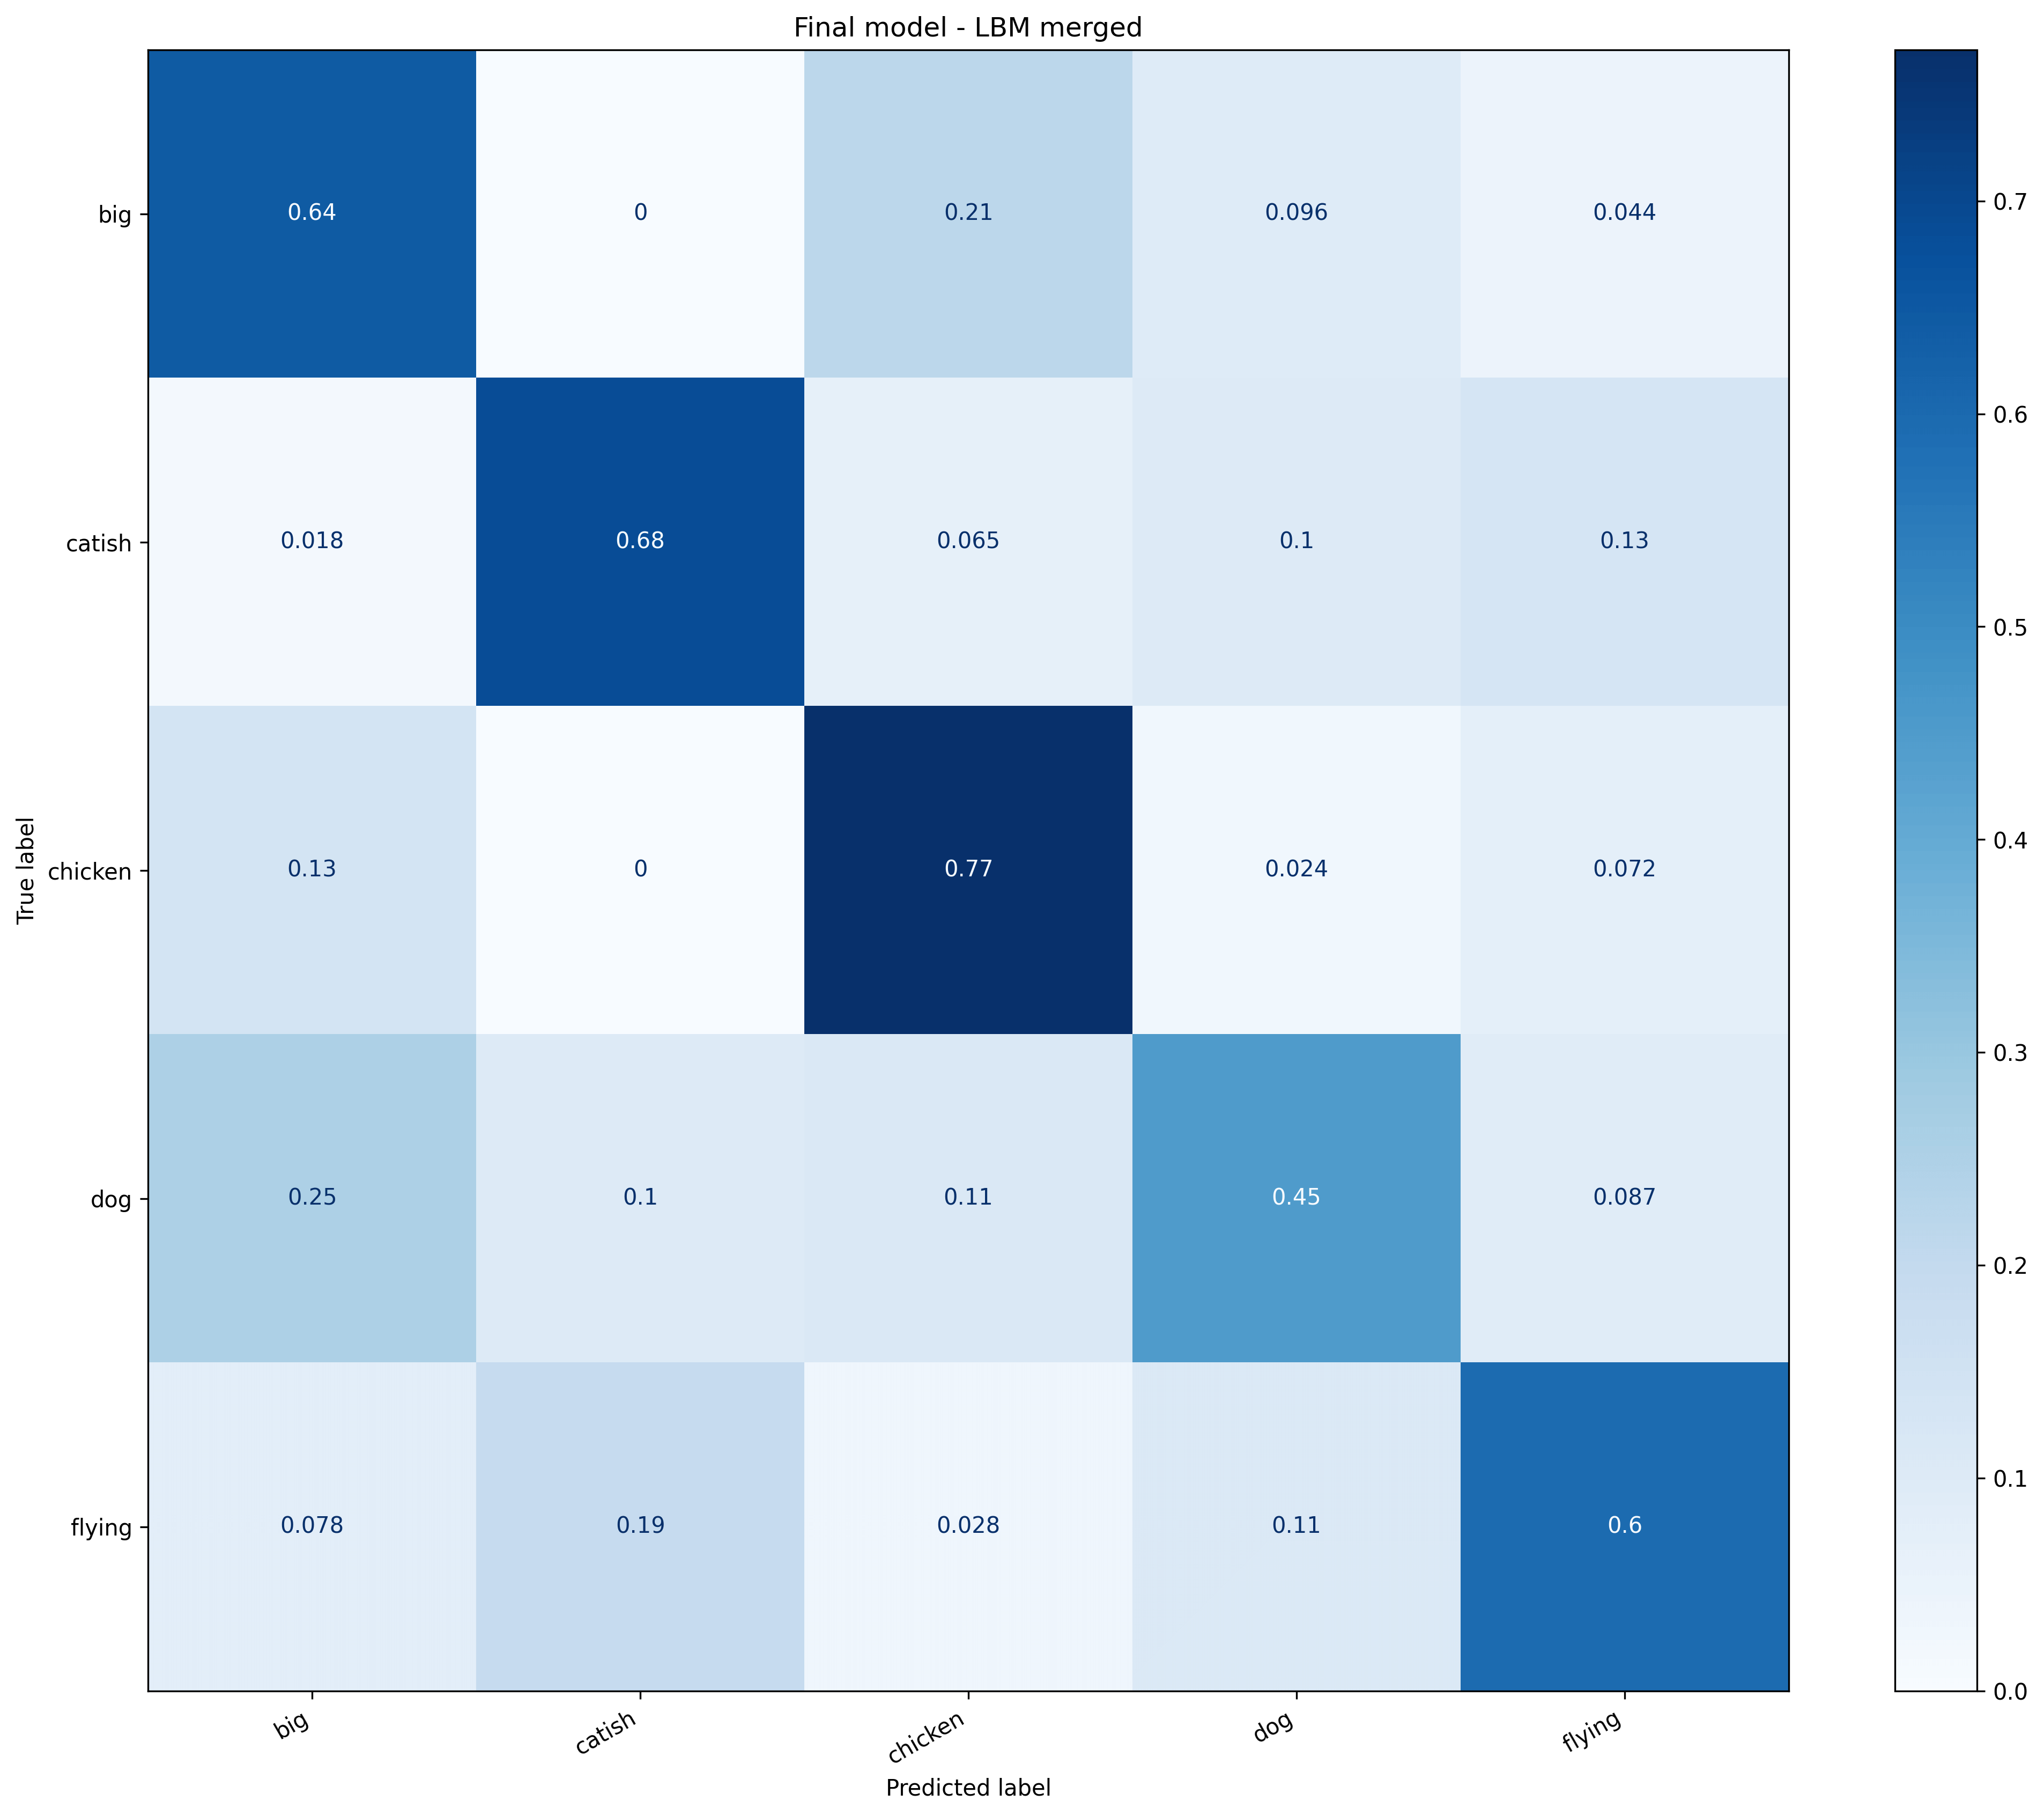 Final model - LBM merged
True label
big
0.64 0 0.21 0.096 0.044
catish
0.018 0.68 0.065 0.1 0.13
chicken
0.13 0 0.77 0.024 0.072
dog
0.25 0.1 0.11 0.45 0.087
flying
0.078 0.19 0.028 0.11 0.6
big catish chicken dog flying
Predicted label
0.7
0.6
0.5
0.4
0.3
0.2
0.1
0.0